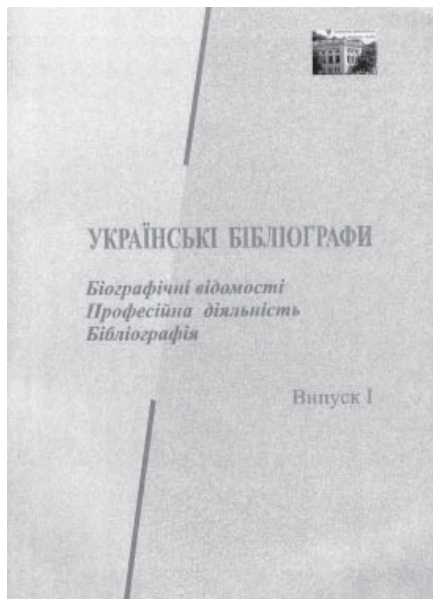 УКРАЇНСЬКІ БІБЛІОГРАФИ
Біографічні відомості
Професійна діяльність
Бібліографія
Випуск І